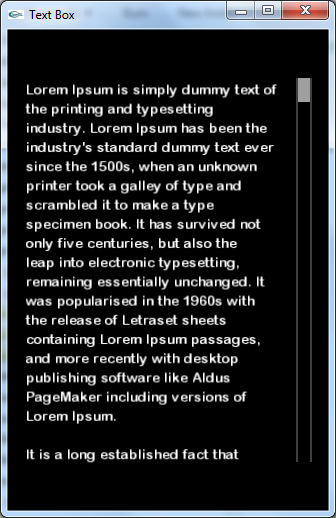 Text Box
Lorem Ipsum is simply dummy text of
the printing and typesetting
industry. Lorem Ipsum has been the
industry's standard dummy text ever
since the 1500s, when an unknown
printer took a galley of type and
scrambled it to make a type
specimen book. It has survived not
only five centuries, but also the
leap into electronic typesetting,
remaining essentially unchanged. It
was popularised in the 1960s with
the release of Letraset sheets
containing Lorem Ipsum passages,
and more recently with desktop
publishing software like Aldus
PageMaker including versions of
Lorem Ipsum.
It is a long established fact that